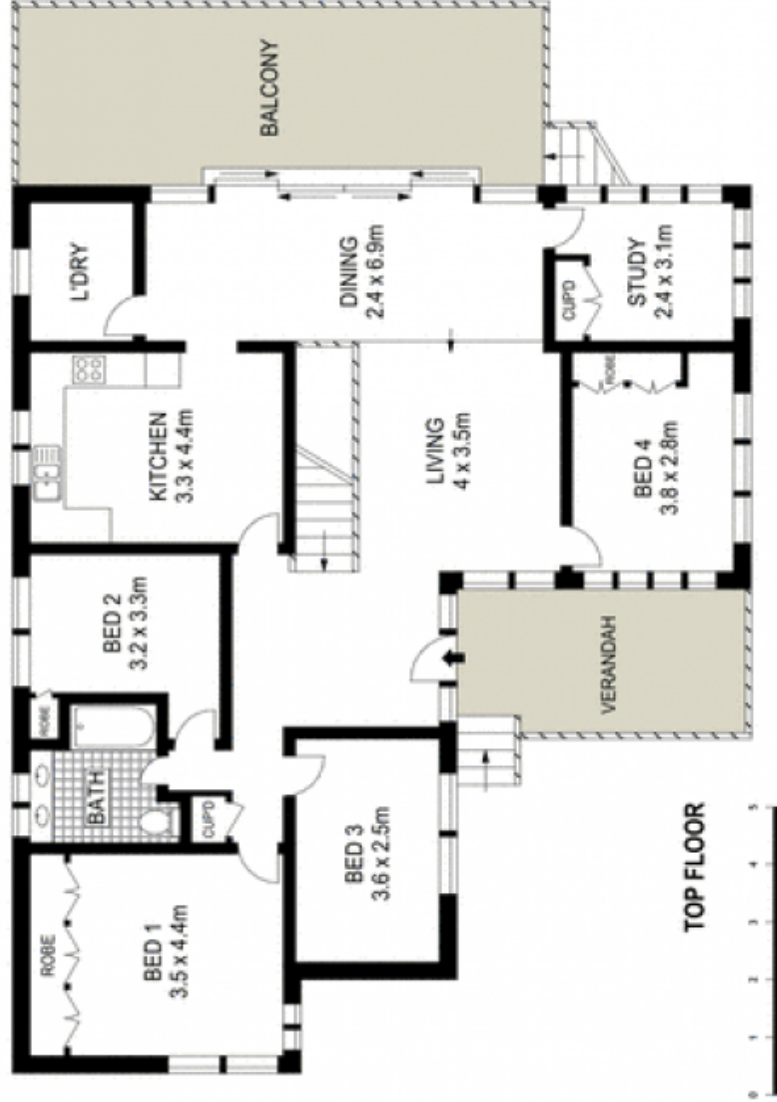 BALCONY
L'DRY
DINING
2.4 x 6.9m
CUP'D
STUDY
2.4 x 3.1m
KITCHEN
3.3 x 4.4m
LIVING
4 x 3.5m
ROBE
BED 4
3.8 x 2.8m
BED 2
3.2 x 3.3m
ROBE
VERANDAH
BATH
CUP'D
BED 3
3.6 x 2.5m
ROBE
BED 1
3.5 x 4.4m
TOP FLOOR
0 1 2 3 4 5